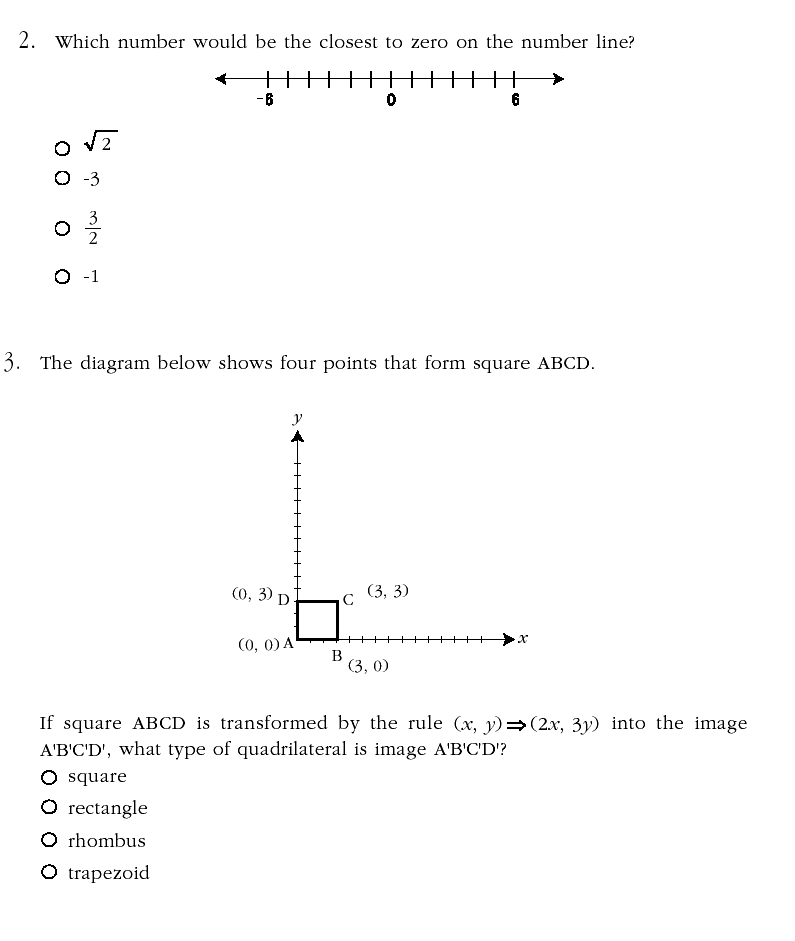 2. Which number would be the closest to zero on the number line?
-6 0 6
√2
-3
3/2
-1
3. The diagram below shows four points that form square ABCD.
y
(0, 3) D C (3, 3)
(0, 0) A x
B (3, 0)
If square ABCD is transformed by the rule (x, y)⇒(2x, 3y) into the image
A'B'C'D', what type of quadrilateral is image A'B'C'D'?
square
rectangle
rhombus
trapezoid